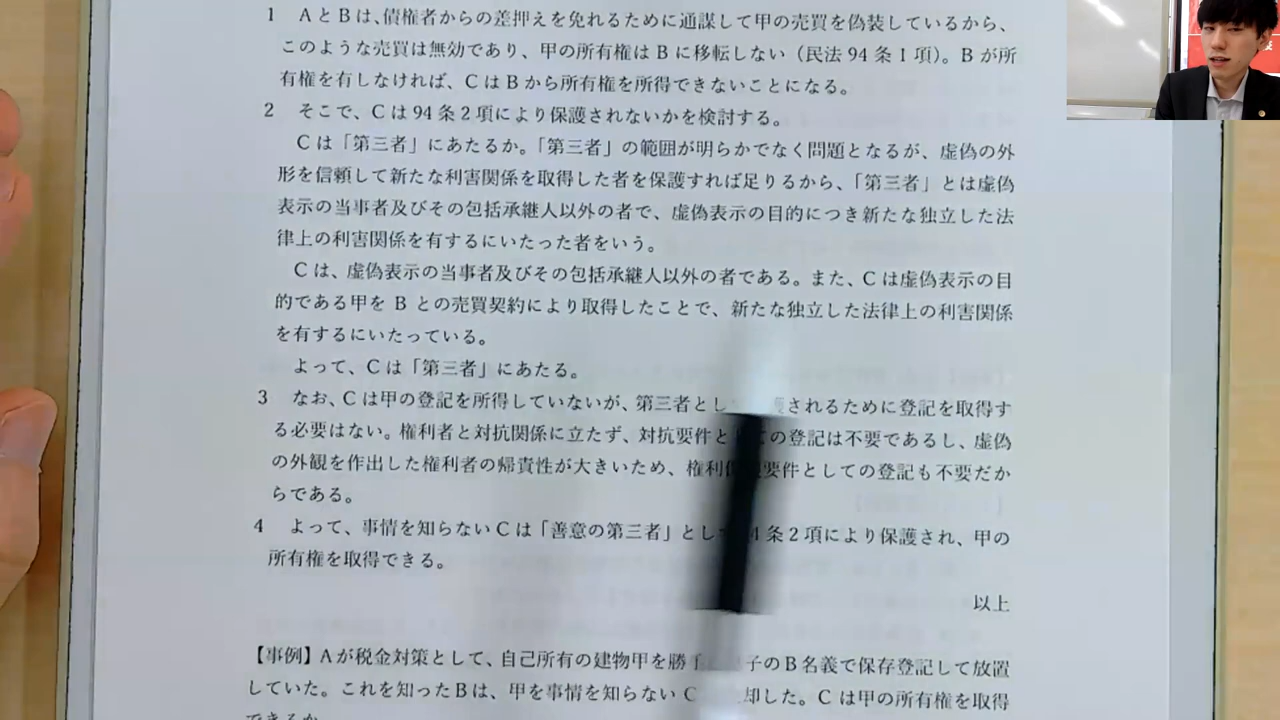 1 AとBは、債権者からの差押えを免れるために通謀して甲の売買を偽装しているから、
このような売買は無効であり、甲の所有権はBに移転しない（民法94条1項）。Bが所
有権を有しなければ、CはBから所有権を所得できないことになる。
2 そこで、Cは94条2項により保護されないかを検討する。
Cは「第三者」にあたるか。「第三者」の範囲が明らかでなく問題となるが、虚偽の外
形を信頼して新たな利害関係を取得した者を保護すれば足りるから、「第三者」とは虚偽
表示の当事者及びその包括承継人以外の者で、虚偽表示の目的につき新たな独立した法
律上の利害関係を有するにいたった者をいう。
Cは、虚偽表示の当事者及びその包括承継人以外の者である。また、Cは虚偽表示の目
的である甲を B との売買契約により取得したことで、新たな独立した法律上の利害関係
を有するにいたっている。
よって、Cは「第三者」にあたる。
3 なお、Cは甲の登記を所得していないが、第三者とし 護されるために登記を取得す
る必要はない。権利者と対抗関係に立たず、対抗要件と ての登記は不要であるし、虚偽
の外観を作出した権利者の帰責性が大きいため、権利 要件としての登記も不要だか
らである。
4 よって、事情を知らないCは「善意の第三者」とし 4条2項により保護され、甲の
所有権を取得できる。
以上
【事例】Aが税金対策として、自己所有の建物甲を勝 子のB名義で保存登記して放置
していた。これを知ったBは、甲を事情を知らない C 却した。Cは甲の所有権を取得
できるか